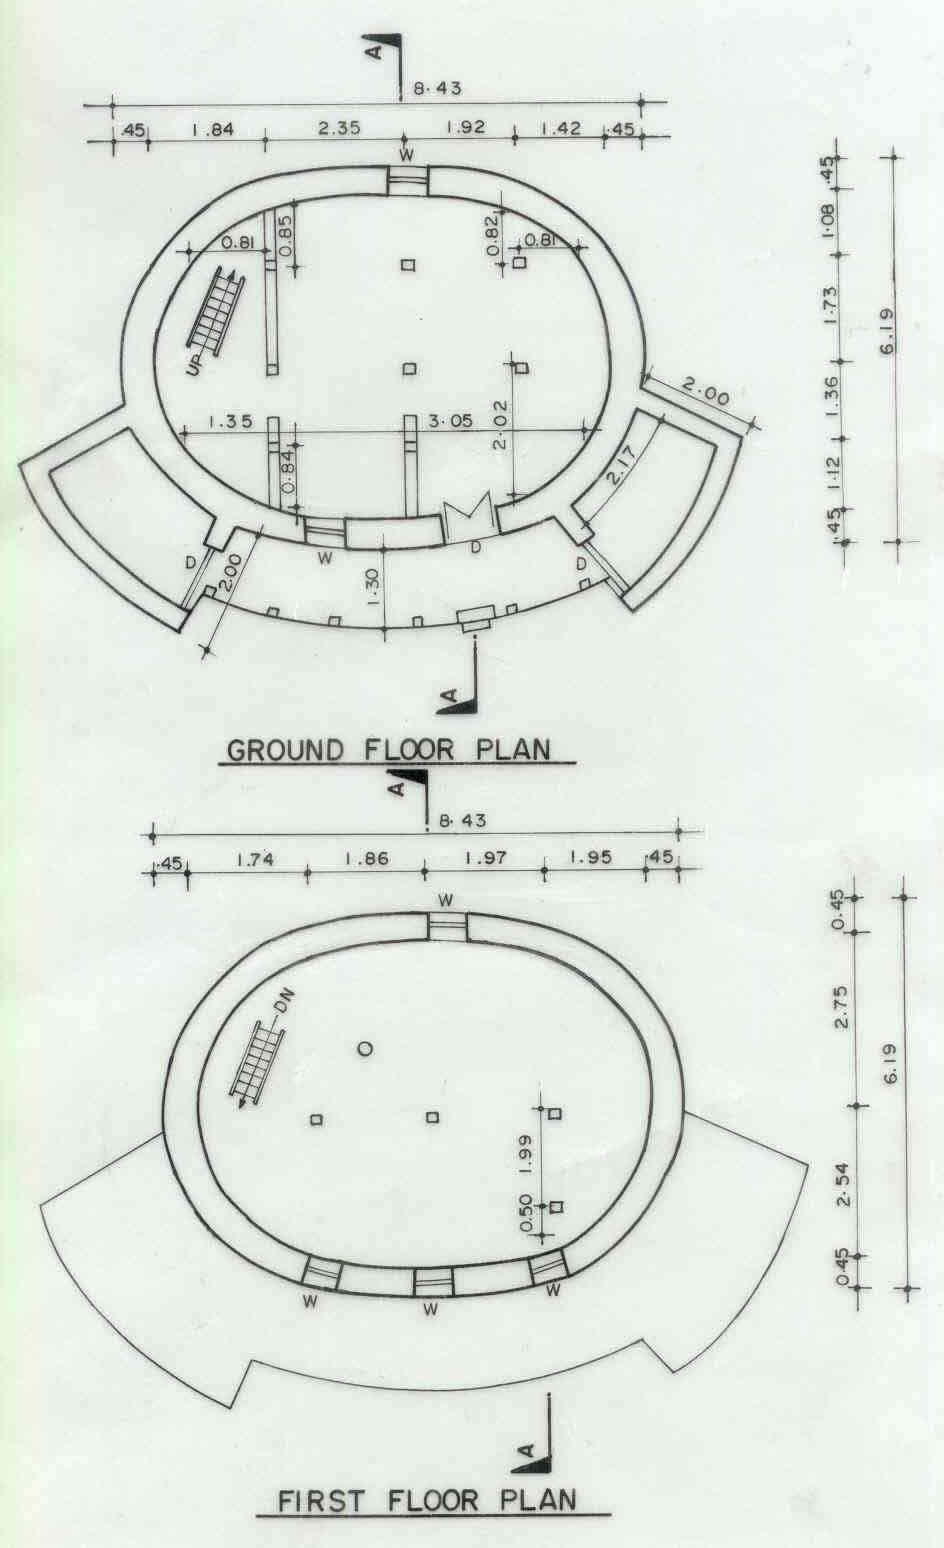 A
8.43
.45 1.84 2.35 1.92 1.42 .45
W
.45
1.08
1.73
1.36
1.12
.45
6.19
0.81
0.85
0.82
0.81
UP
2.00
1.35
3.05
2.02
0.84
2.17
D
W
D
D
2.00
1.30
A
GROUND FLOOR PLAN
A
8.43
.45 1.74 1.86 1.97 1.95 .45
W
0.45
2.75
2.54
0.45
6.19
DN
1.99
0.50
W
W
W
A
FIRST FLOOR PLAN